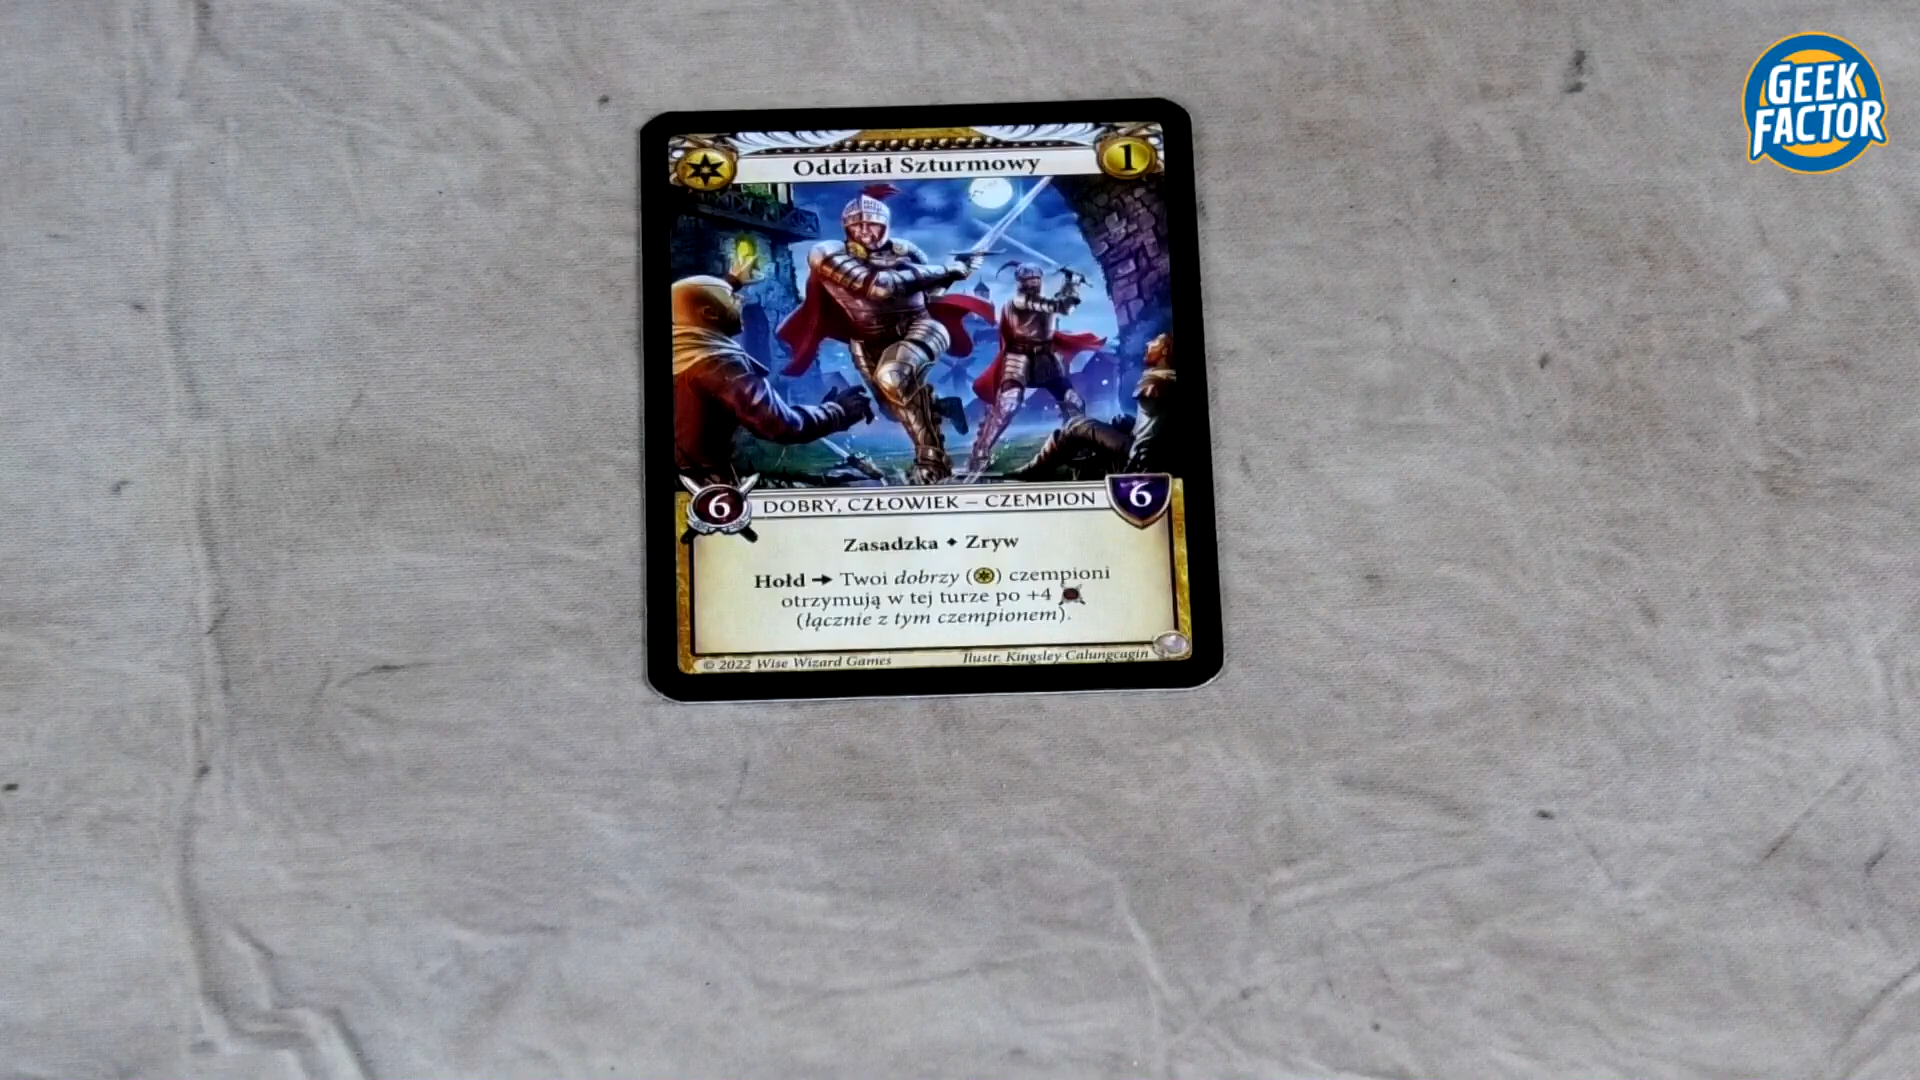 GEEK
FACTOR
Oddział Szturmowy
1
6
DOBRY, CZŁOWIEK – CZEMPION
6
Zasadzka ✦ Zryw
Hołd ➔ Twoi dobrzy ( ) czempioni
otrzymują w tej turze po +4
(łącznie z tym czempionem).
© 2022 Wise Wizard Games
Ilustr. Kingsley Calungcagin